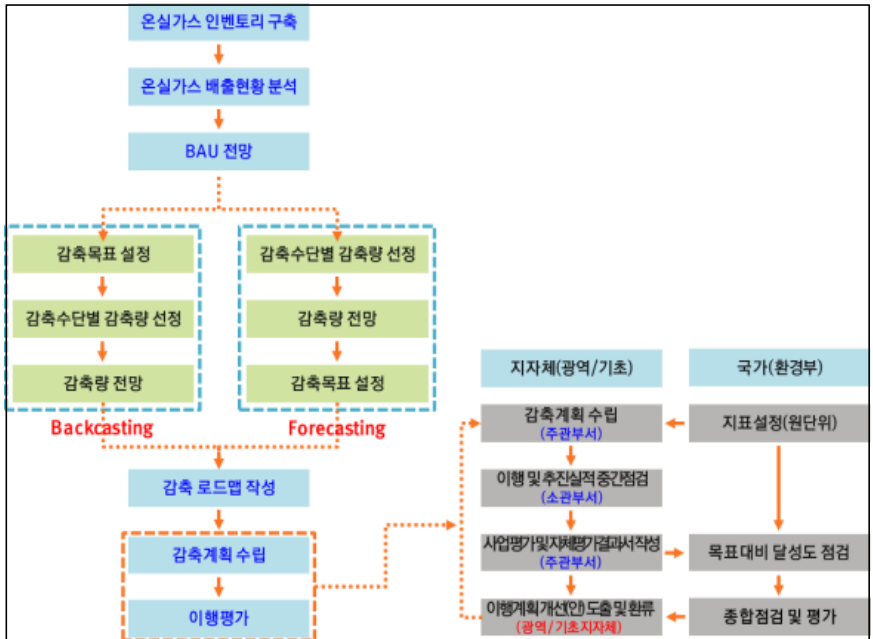 온실가스 인벤토리 구축
온실가스 배출현황 분석
BAU 전망
감축목표 설정
감축수단별 감축량 선정
감축량 전망
Backcasting
감축수단별 감축량 선정
감축량 전망
감축목표 설정
Forecasting
감축 로드맵 작성
감축계획 수립
이행평가
지자체(광역/기초)
감축계획 수립
(주관부서)
이행 및 추진실적 중간점검
(소관부서)
사업평가 및 자체평가 결과서 작성
(주관부서)
이행계획 개선(안) 도출 및 환류
(광역/기초지자체)
국가(환경부)
지표설정(원단위)
목표대비 달성도 점검
종합점검 및 평가